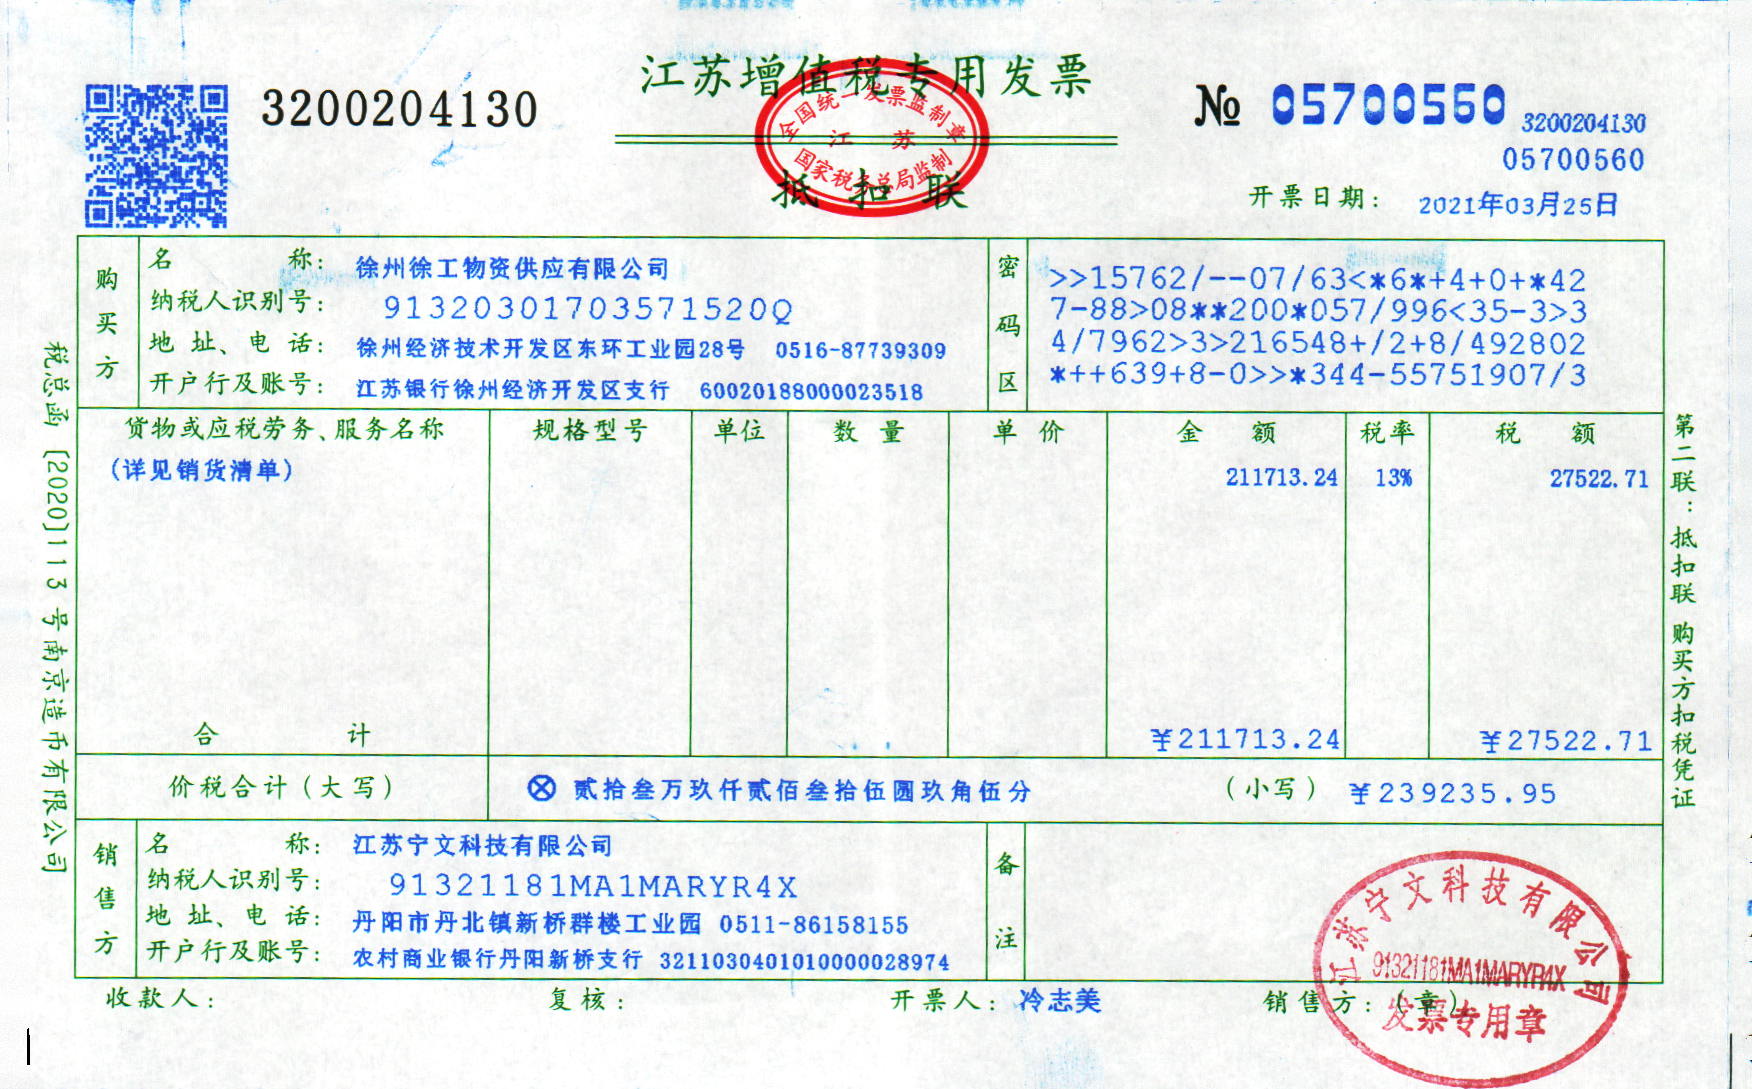 江苏增值税专用发票
3200204130
№ 05700560
3200204130
05700560
全国统一发票监制章
江苏
国家税务总局监制
抵扣联
开票日期： 2021年03月25日
购买方
名称： 徐州徐工物资供应有限公司
纳税人识别号： 91320301703571520Q
地址、电话： 徐州经济技术开发区东环工业园28号 0516-87739309
开户行及账号： 江苏银行徐州经济开发区支行 60020188000023518
密码区
>>15762/--07/63<*6*+4+0+*42
7-88>08**200*057/996<35-3>3
4/7962>3>216548+/2+8/492802
*++639+8-0>>*344-55751907/3
货物或应税劳务、服务名称 规格型号 单位 数量 单价 金额 税率 税额
(详见销货清单) 211713.24 13% 27522.71
合计 ¥211713.24 ¥27522.71
价税合计（大写） ⊗ 贰拾叁万玖仟贰佰叁拾伍圆玖角伍分 （小写） ¥239235.95
销售方
名称： 江苏宁文科技有限公司
纳税人识别号： 91321181MA1MARYR4X
地址、电话： 丹阳市丹北镇新桥群楼工业园 0511-86158155
开户行及账号： 农村商业银行丹阳新桥支行 3211030401010000028974
备注
收款人： 复核： 开票人： 冷志美 销售方：（章）
江苏宁文科技有限公司
91321181MA1MARYR4X
发票专用章
税总函〔2020〕113号南京造币有限公司
第二联：抵扣联 购买方扣税凭证